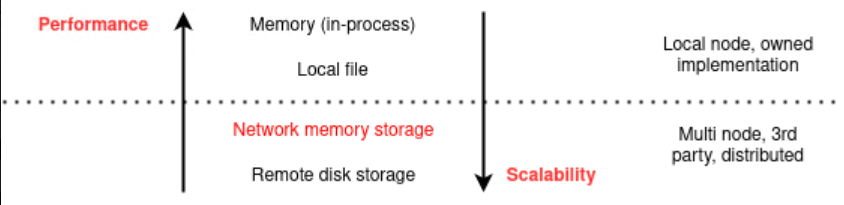 Performance
Memory (in-process)
Local file
Local node, owned
implementation
Network memory storage
Remote disk storage
Scalability
Multi node, 3rd
party, distributed